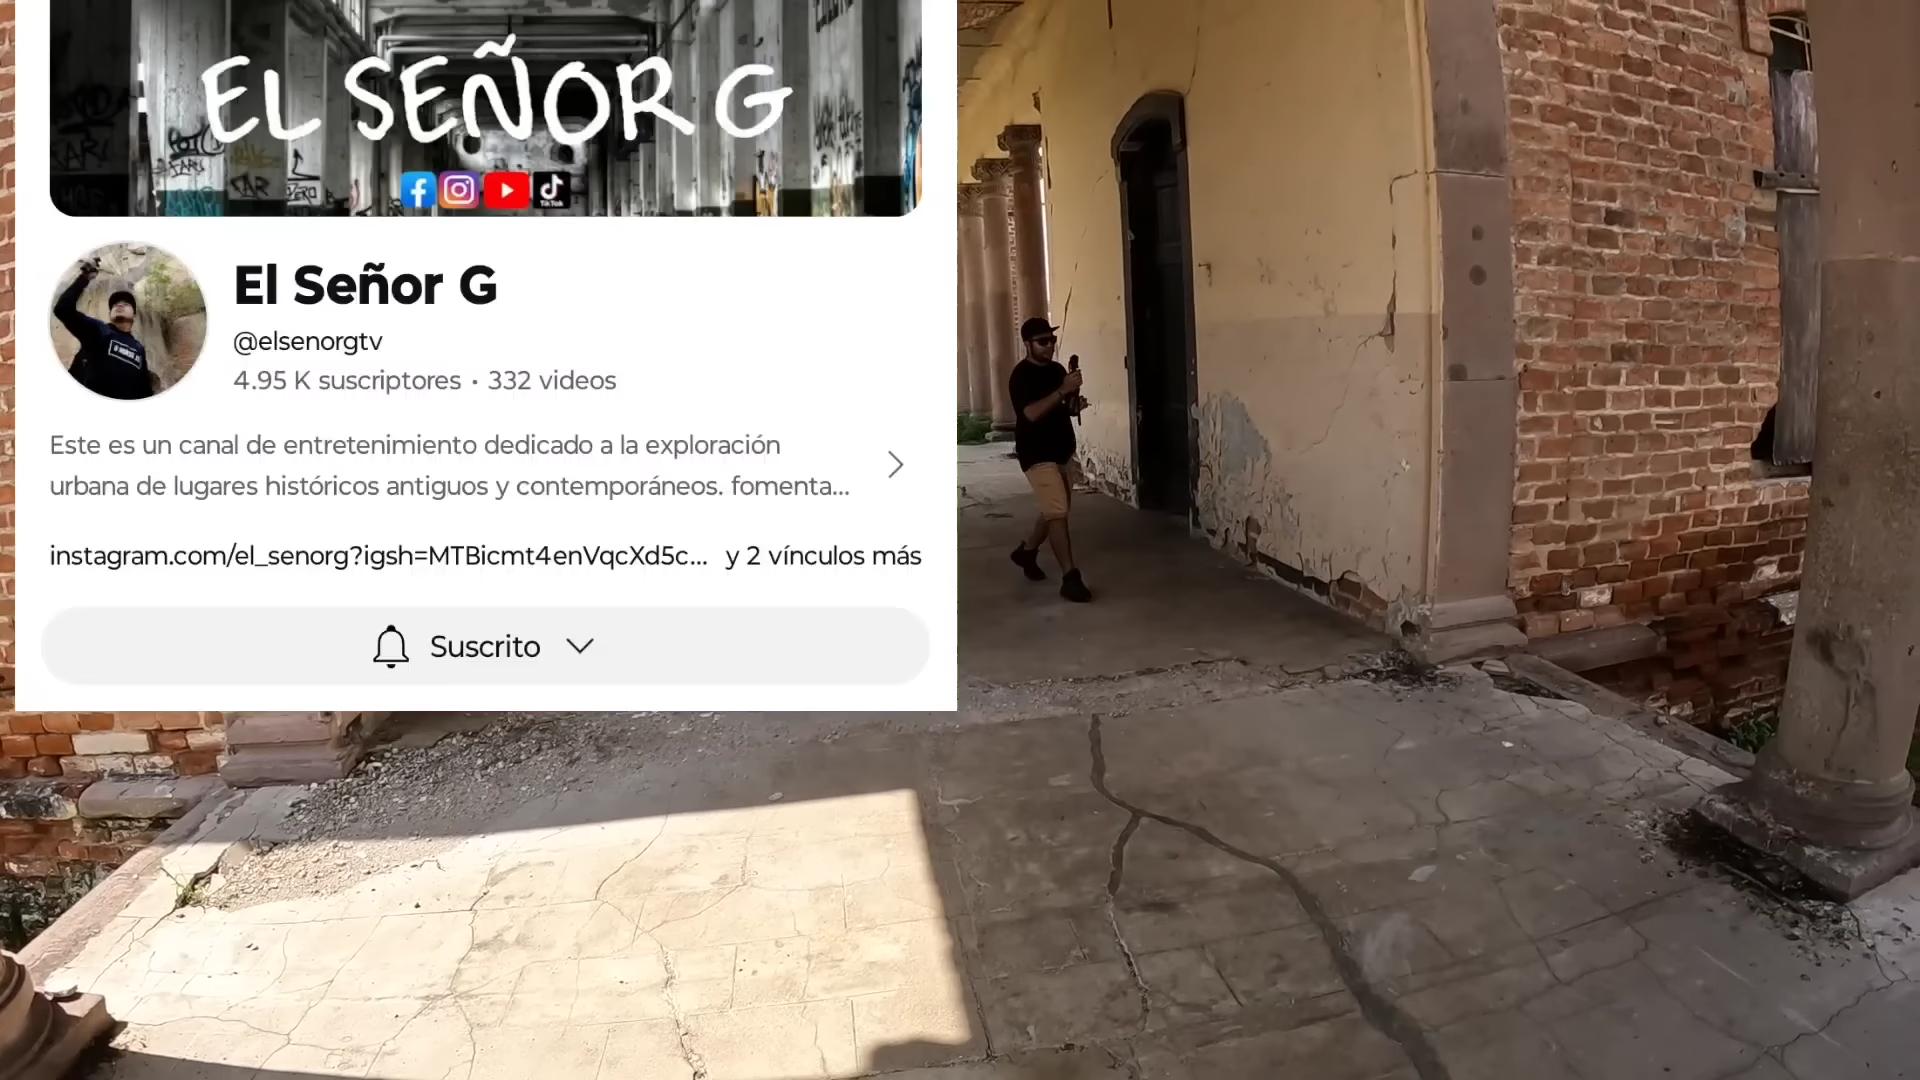 EL SEÑOR G
TikTok
El Señor G
@elsenorgtv
4.95 K suscriptores • 332 videos
Este es un canal de entretenimiento dedicado a la exploración
urbana de lugares históricos antiguos y contemporáneos. fomenta...
instagram.com/el_senorg?igsh=MTBicmt4enVqcXd5c... y 2 vínculos más
Suscrito